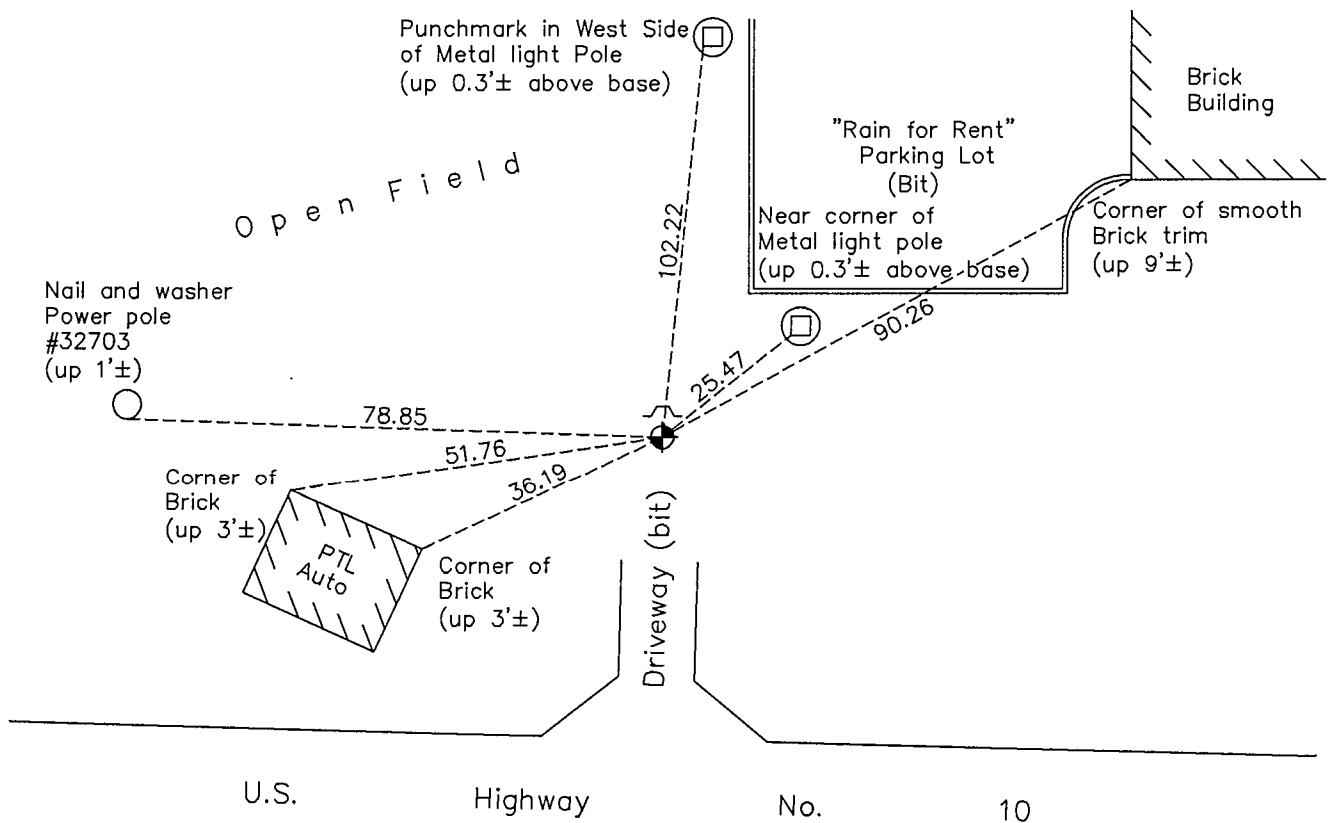 Punchmark in West Side
of Metal light Pole
(up 0.3'± above base)
Brick
Building
"Rain for Rent"
Parking Lot
(Bit)
Open Field
102.22
Near corner of
Metal light pole
(up 0.3'± above base)
Corner of smooth
Brick trim
(up 9'±)
Nail and washer
Power pole
#32703
(up 1'±)
90.26
25.47
78.85
51.76
36.19
Corner of
Brick
(up 3'±)
PTL
Auto
Corner of
Brick
(up 3'±)
Driveway (bit)
U.S. Highway No. 10